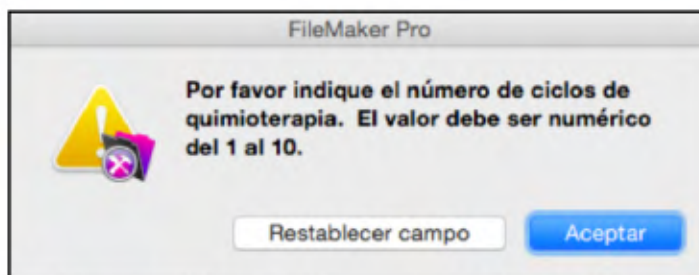 FileMaker Pro
Por favor indique el número de ciclos de
quimioterapia.  El valor debe ser numérico
del 1 al 10.
Restablecer campo
Aceptar